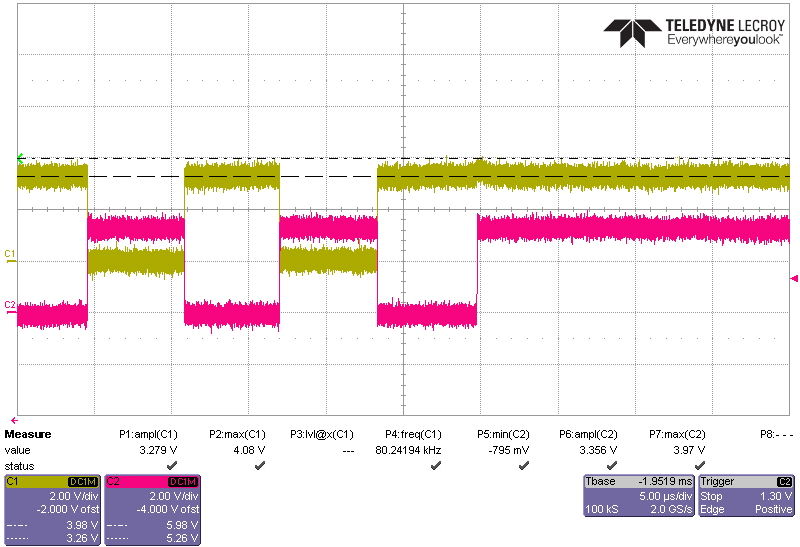 TELEDYNE LECROY
Everywhereyoulook™
C1
C2
Measure P1:ampl(C1) P2:max(C1) P3:lvl@x(C1) P4:freq(C1) P5:min(C2) P6:ampl(C2) P7:max(C2) P8:- - -
value 3.279 V 4.08 V --- 80.24194 kHz -795 mV 3.356 V 3.97 V
status
C1 DC1M
2.00 V/div
-2.000 V ofst
3.98 V
3.26 V
C2 DC1M
2.00 V/div
-4.000 V ofst
5.98 V
5.26 V
Tbase -1.9519 ms
5.00 µs/div
100 kS 2.0 GS/s
Trigger C2
Stop 1.30 V
Edge Positive